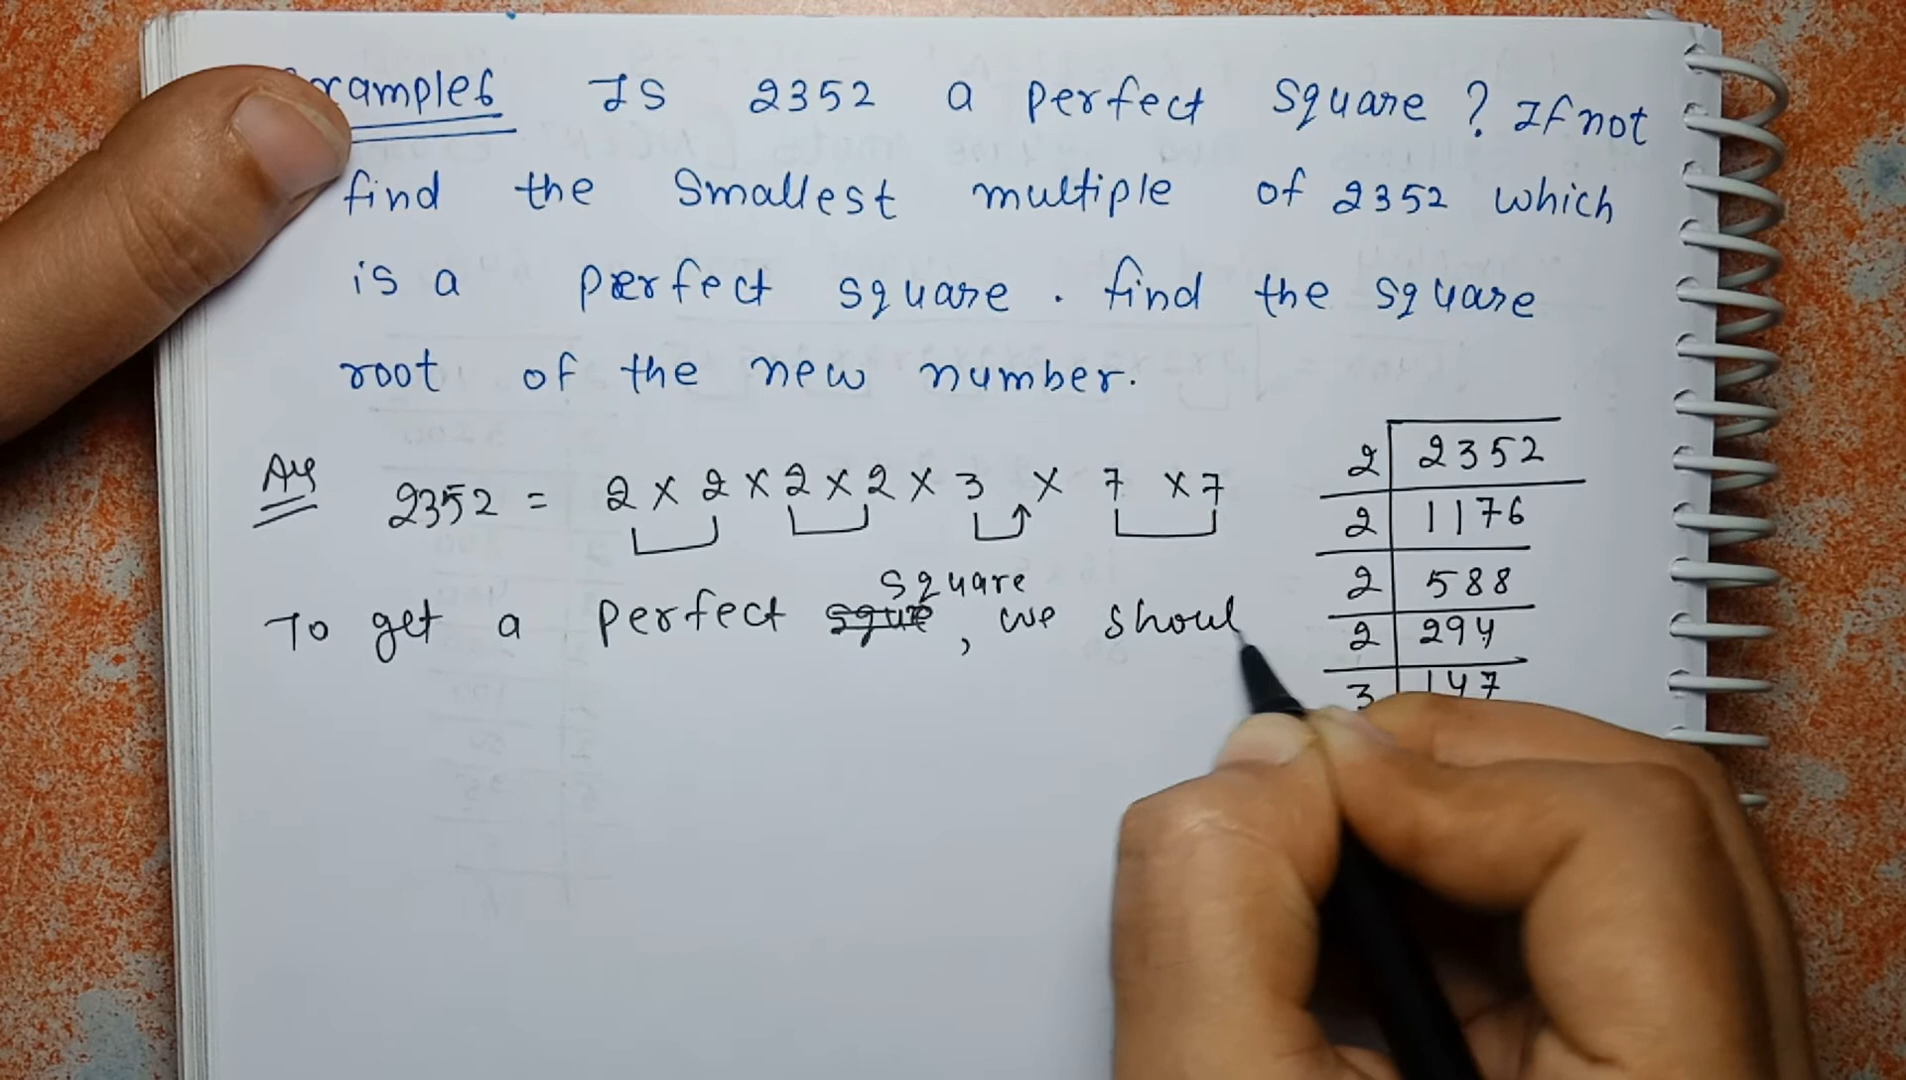 xample6 Is 2352 a perfect square ? If not
find the smallest multiple of 2352 which
is a perfect square . find the square
root of the new number.
2352 = 2 × 2 × 2 × 2 × 3 × 7 × 7
square
To get a perfect , we shoul
2 2352
2 1176
2 588
2 294
3 147